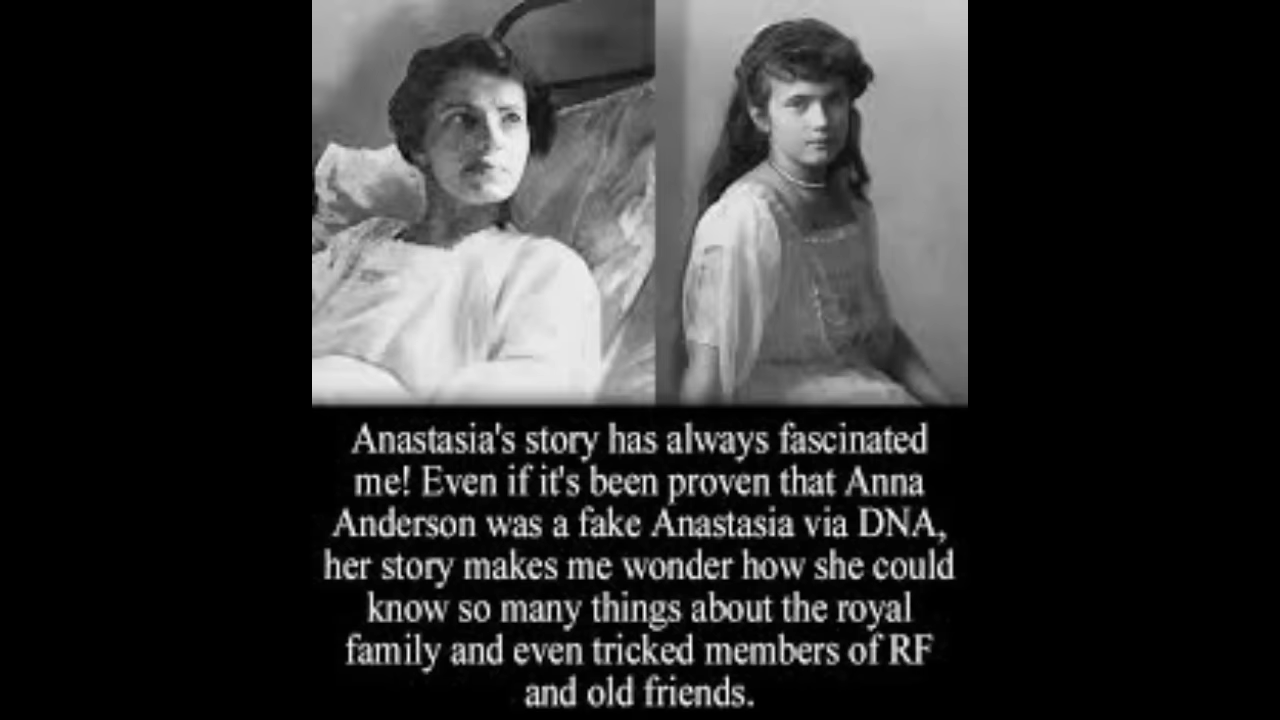 Anastasia's story has always fascinated
me! Even if it's been proven that Anna
Anderson was a fake Anastasia via DNA,
her story makes me wonder how she could
know so many things about the royal
family and even tricked members of RF
and old friends.